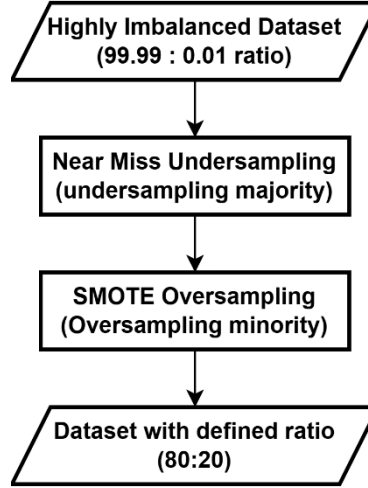 Highly Imbalanced Dataset
(99.99 : 0.01 ratio)
Near Miss Undersampling
(undersampling majority)
SMOTE Oversampling
(Oversampling minority)
Dataset with defined ratio
(80:20)